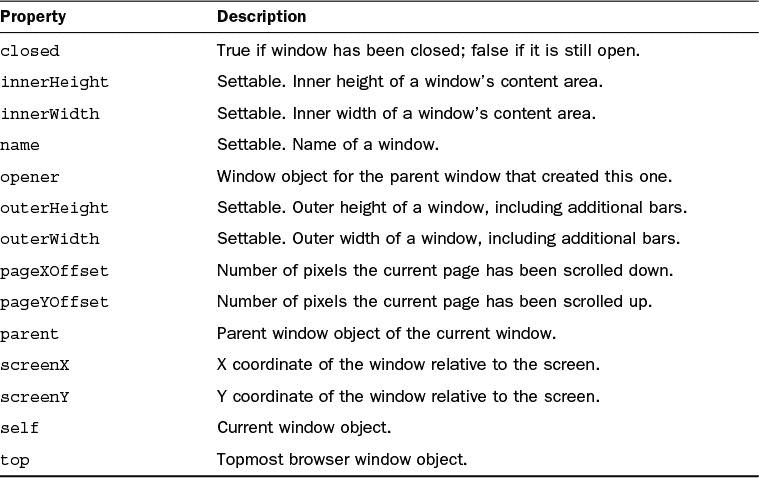 Property Description
closed True if window has been closed; false if it is still open.
innerHeight Settable. Inner height of a window’s content area.
innerWidth Settable. Inner width of a window’s content area.
name Settable. Name of a window.
opener Window object for the parent window that created this one.
outerHeight Settable. Outer height of a window, including additional bars.
outerWidth Settable. Outer width of a window, including additional bars.
pageXOffset Number of pixels the current page has been scrolled down.
pageYOffset Number of pixels the current page has been scrolled up.
parent Parent window object of the current window.
screenX X coordinate of the window relative to the screen.
screenY Y coordinate of the window relative to the screen.
self Current window object.
top Topmost browser window object.